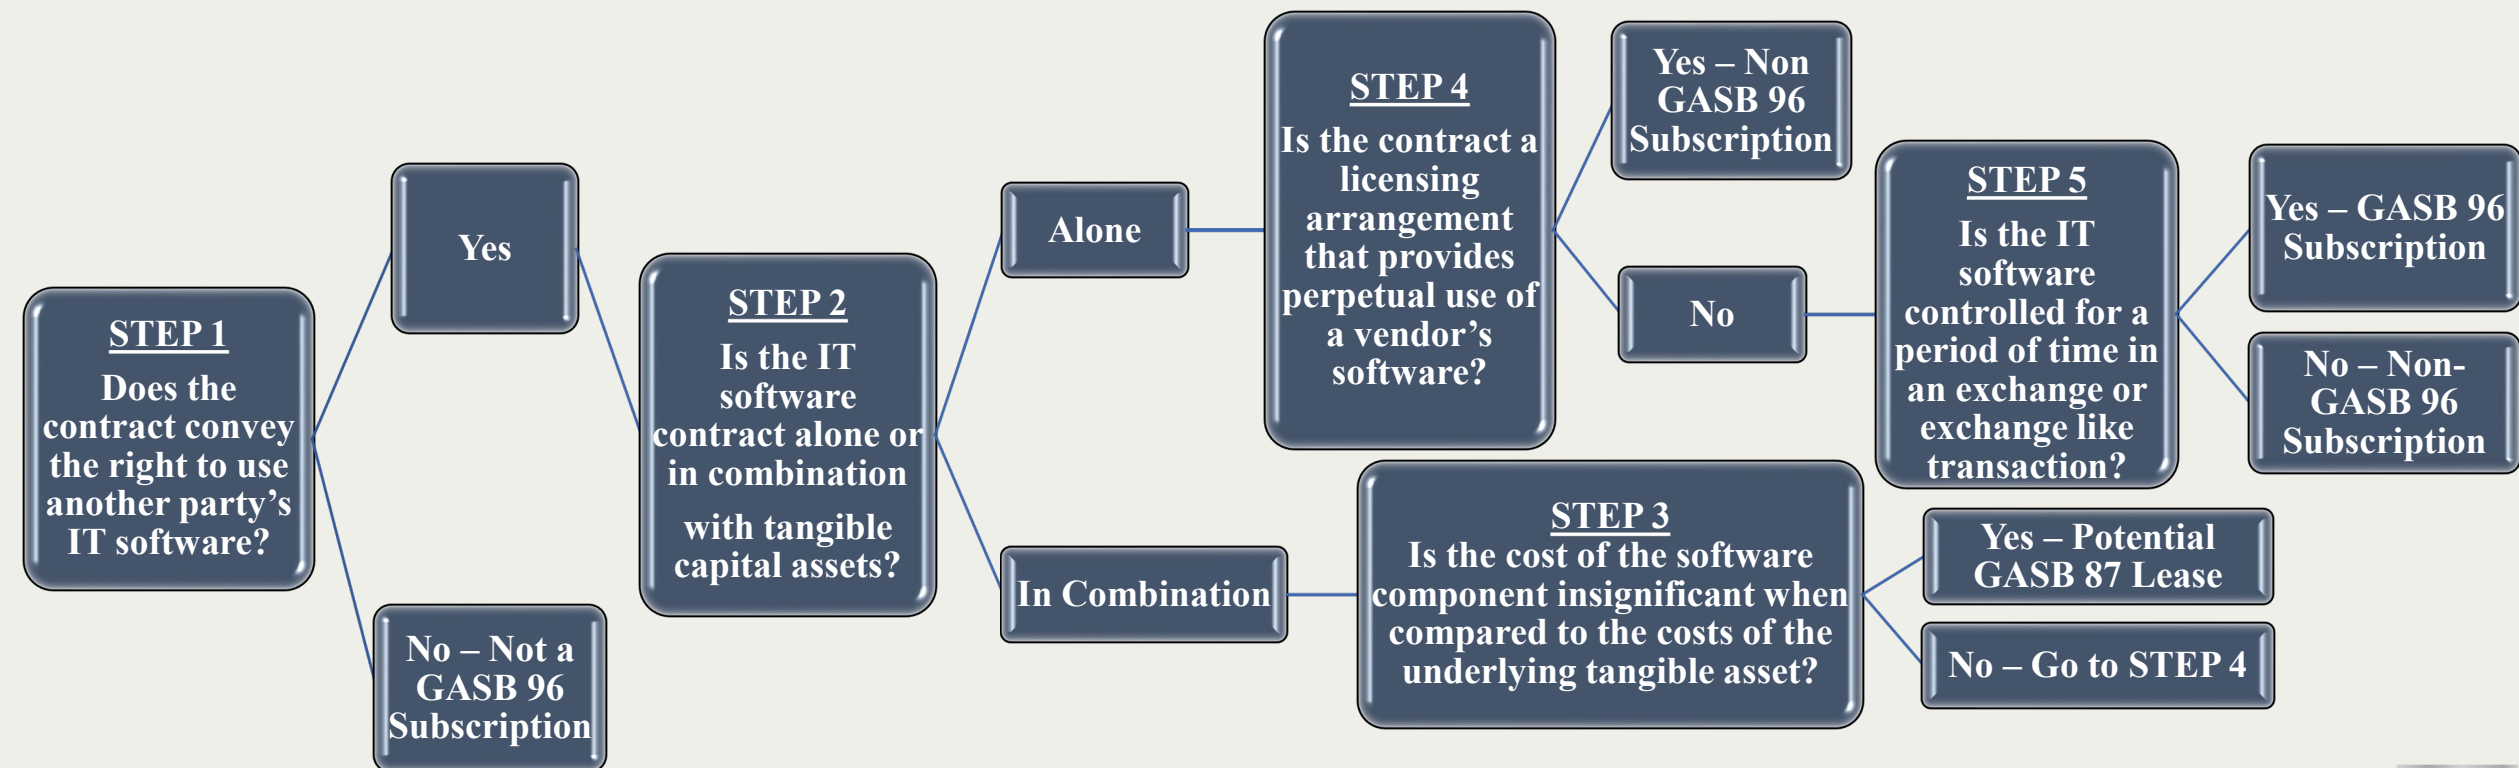 STEP 1
Does the
contract convey
the right to use
another party’s
IT software?
Yes
No – Not a
GASB 96
Subscription
STEP 2
Is the IT
software
contract alone or
in combination
with tangible
capital assets?
Alone
In Combination
STEP 4
Is the contract a
licensing
arrangement
that provides
perpetual use of
a vendor’s
software?
Yes – Non
GASB 96
Subscription
No
STEP 5
Is the IT
software
controlled for a
period of time in
an exchange or
exchange like
transaction?
Yes – GASB 96
Subscription
No – Non-
GASB 96
Subscription
STEP 3
Is the cost of the software
component insignificant when
compared to the costs of the
underlying tangible asset?
Yes – Potential
GASB 87 Lease
No – Go to STEP 4